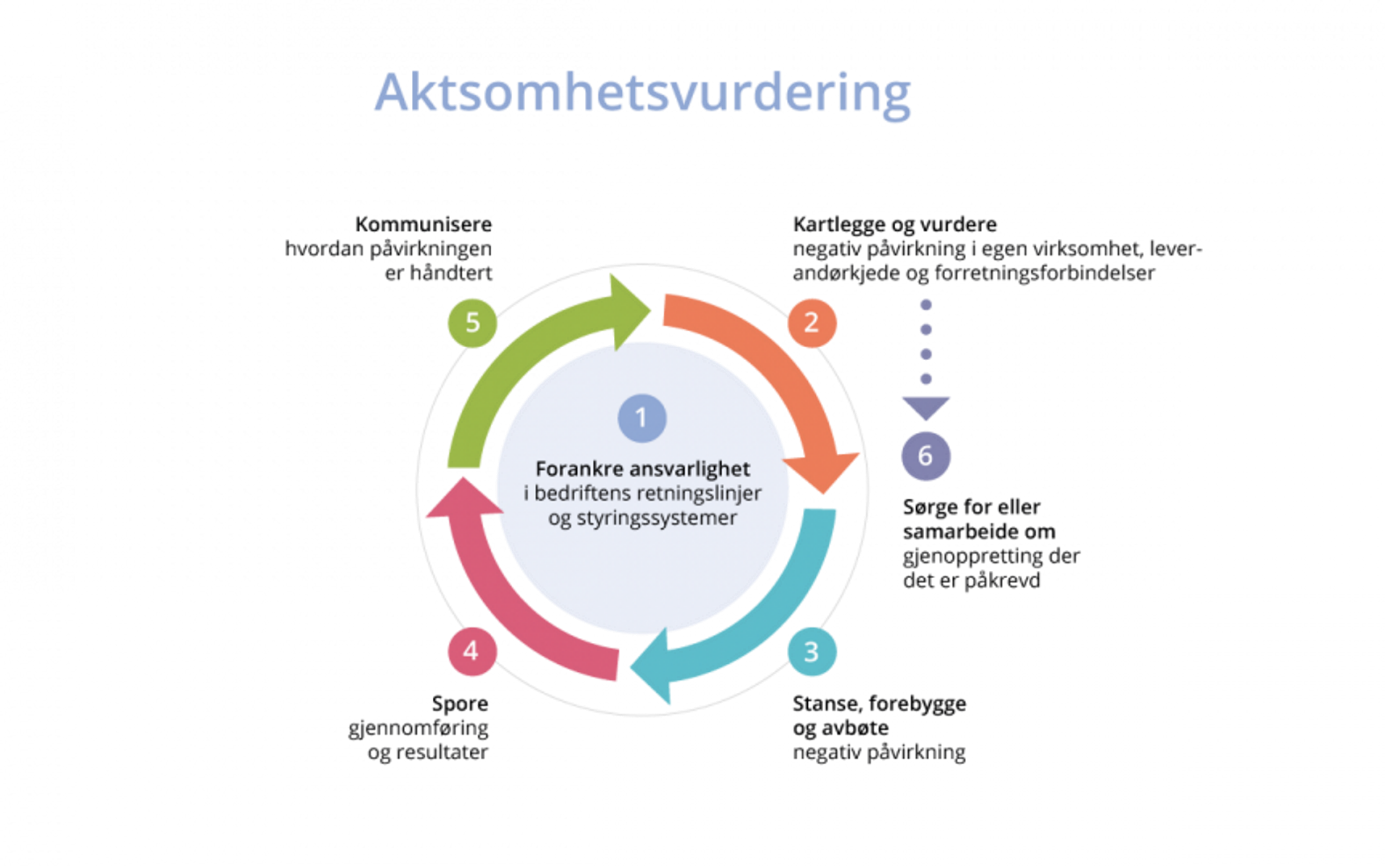 Aktsomhetsvurdering
1
Forankre ansvarlighet
i bedriftens retningslinjer
og styringssystemer
2
Kartlegge og vurdere
negativ påvirkning i egen virksomhet, lever-
andørkjede og forretningsforbindelser
3
Stanse, forebygge
og avbøte
negativ påvirkning
4
Spore
gjennomføring
og resultater
5
Kommunisere
hvordan påvirkningen
er håndtert
6
Sørge for eller
samarbeide om
gjenoppretting der
det er påkrevd